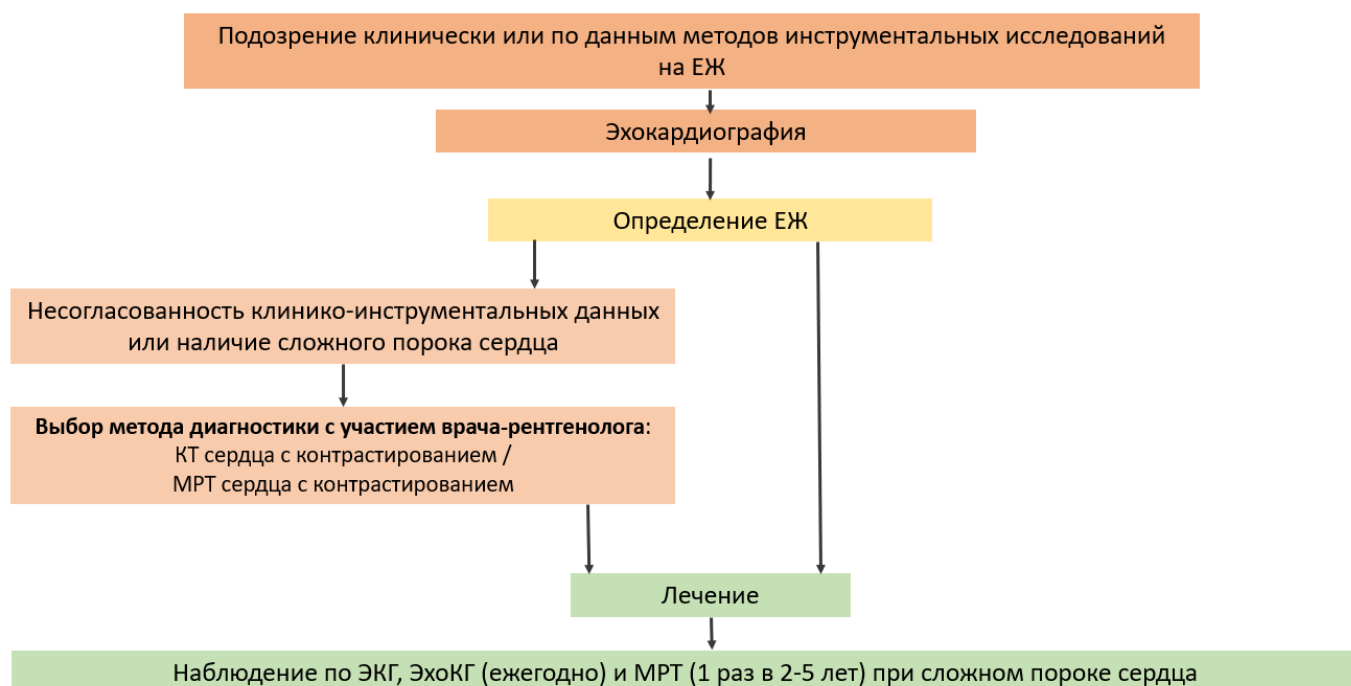 Подозрение клинически или по данным методов инструментальных исследований
на ЕЖ
Эхокардиография
Определение ЕЖ
Несогласованность клинико-инструментальных данных
или наличие сложного порока сердца
Выбор метода диагностики с участием врача-рентгенолога:
КТ сердца с контрастированием /
МРТ сердца с контрастированием
Лечение
Наблюдение по ЭКГ, ЭхоКГ (ежегодно) и МРТ (1 раз в 2-5 лет) при сложном пороке сердца